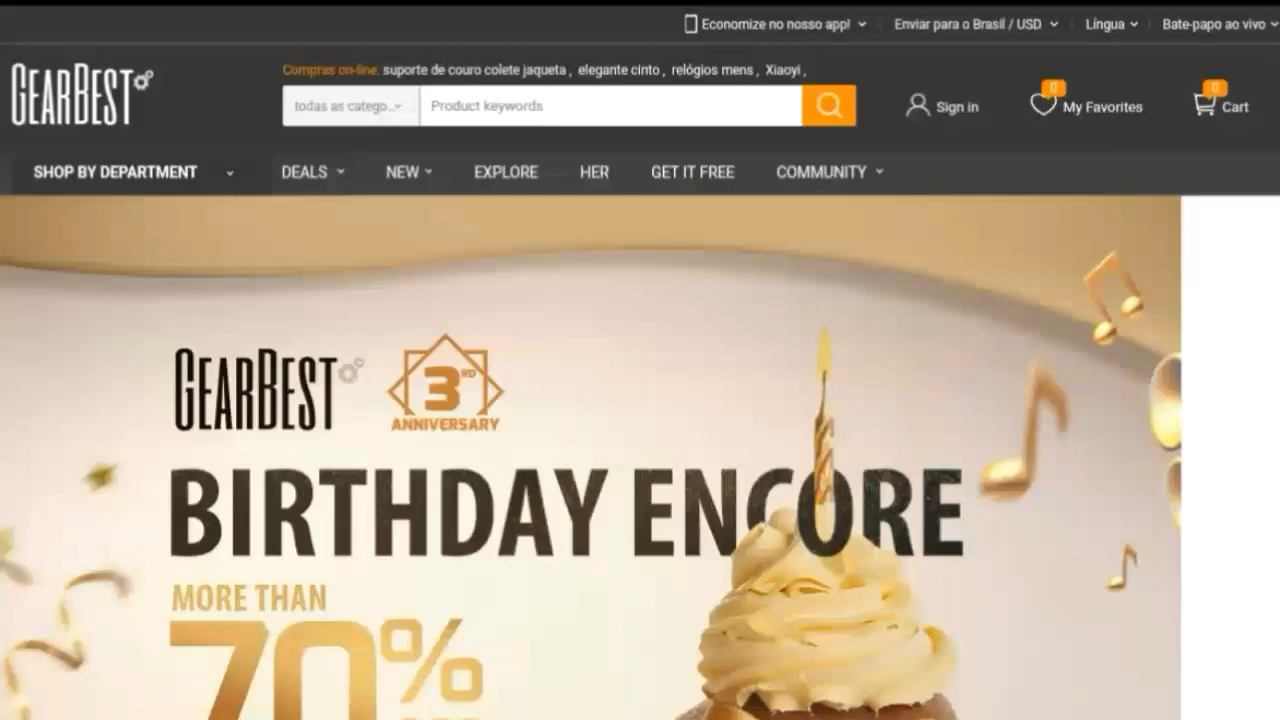 Economize no nosso app! Enviar para o Brasil / USD Língua Bate-papo ao vivo
GEARBEST
Compras on-line: suporte de couro colete jaqueta , elegante cinto , relógios mens , Xiaoyi ,
todas as catego... Product keywords
Sign in
0
My Favorites
0
Cart
SHOP BY DEPARTMENT DEALS NEW EXPLORE HER GET IT FREE COMMUNITY
GEARBEST
3RD
ANNIVERSARY
BIRTHDAY ENCORE
MORE THAN
70%